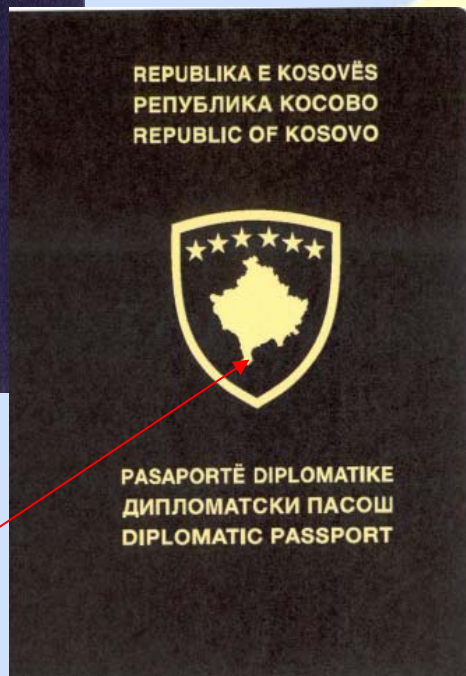 REPUBLIKA E KOSOVËS
РЕПУБЛИКА КОСОВО
REPUBLIC OF KOSOVO
PASAPORTË DIPLOMATIKE
ДИПЛОМАТСКИ ПАСОШ
DIPLOMATIC PASSPORT